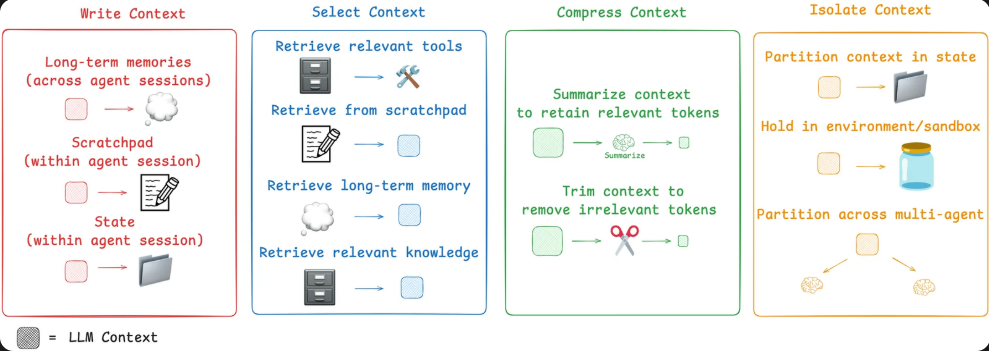 Write Context
Long-term memories
(across agent sessions)
Scratchpad
(within agent session)
State
(within agent session)
Select Context
Retrieve relevant tools
Retrieve from scratchpad
Retrieve long-term memory
Retrieve relevant knowledge
Compress Context
Summarize context
to retain relevant tokens
Summarize
Trim context to
remove irrelevant tokens
Isolate Context
Partition context in state
Hold in environment/sandbox
Partition across multi-agent
= LLM Context